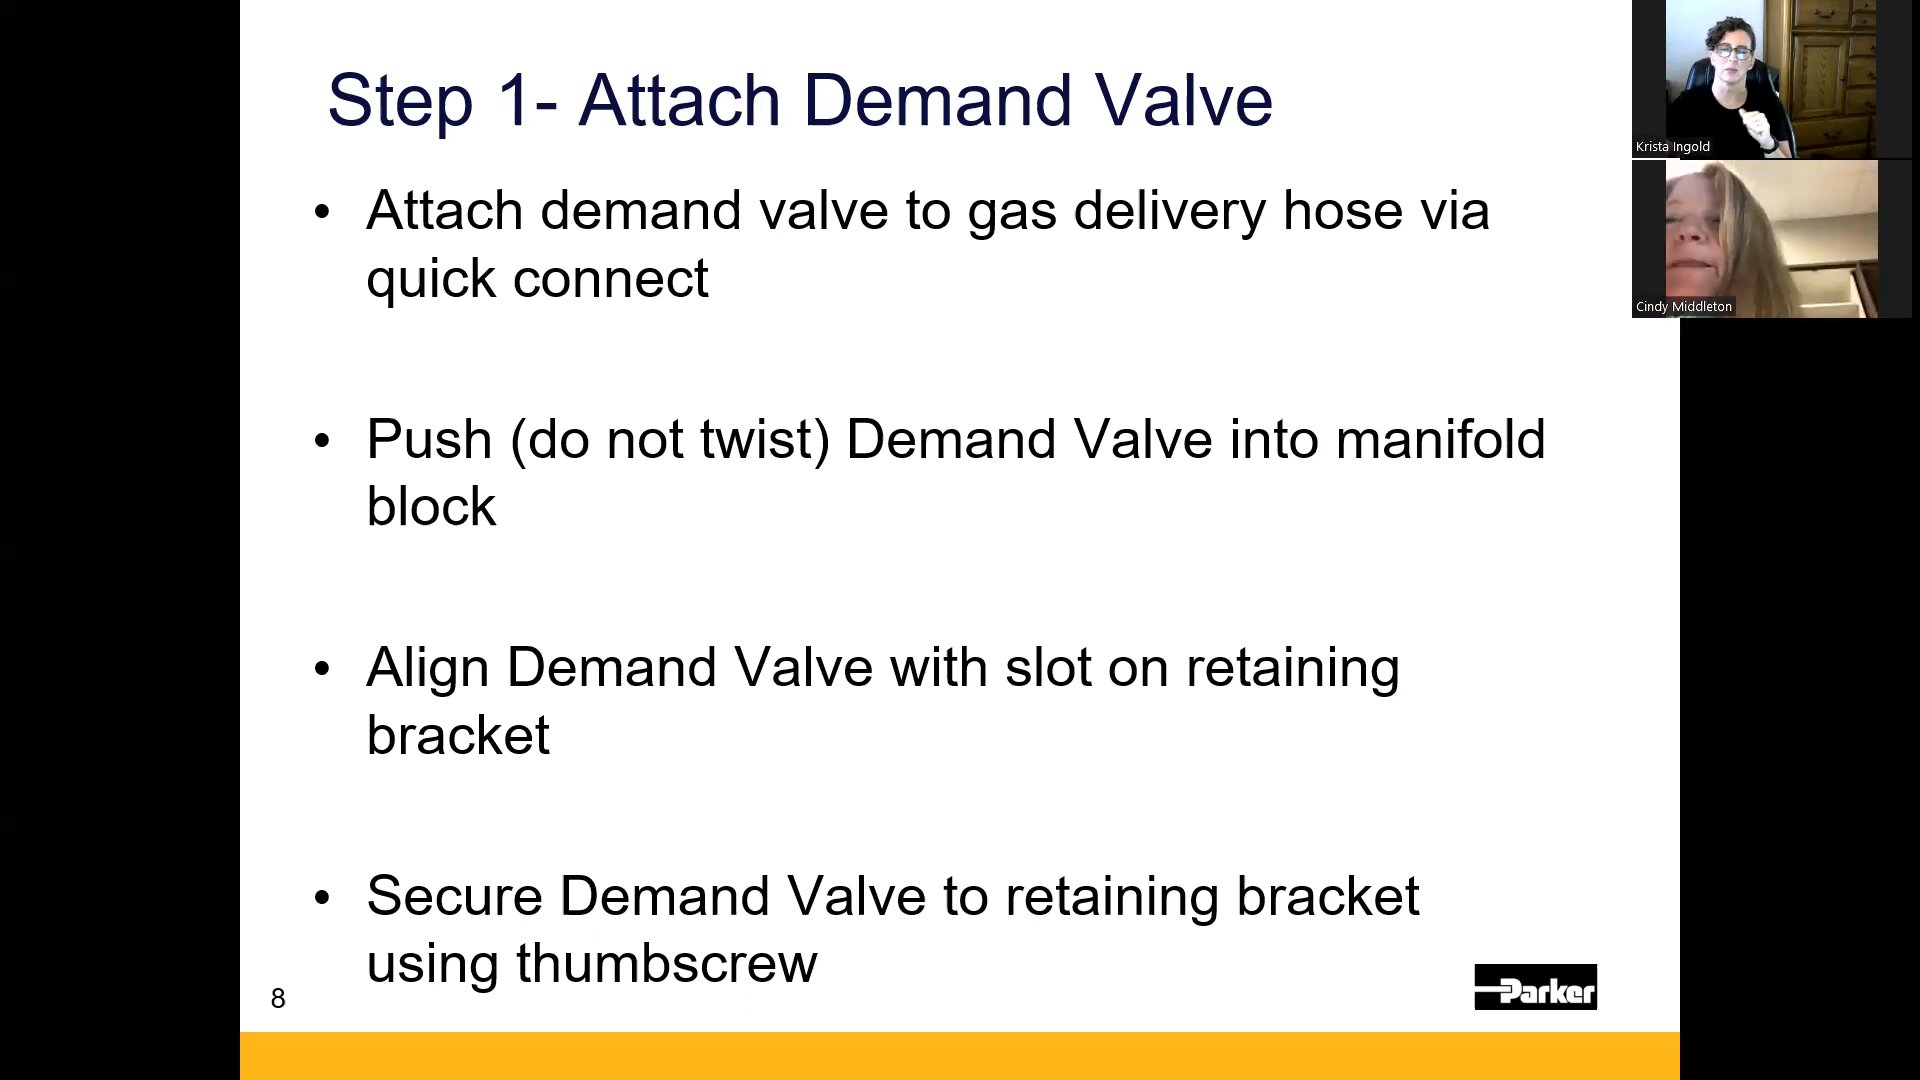 Step 1- Attach Demand Valve
• Attach demand valve to gas delivery hose via
quick connect
• Push (do not twist) Demand Valve into manifold
block
• Align Demand Valve with slot on retaining
bracket
• Secure Demand Valve to retaining bracket
using thumbscrew
8
Parker
Krista Ingold
Cindy Middleton